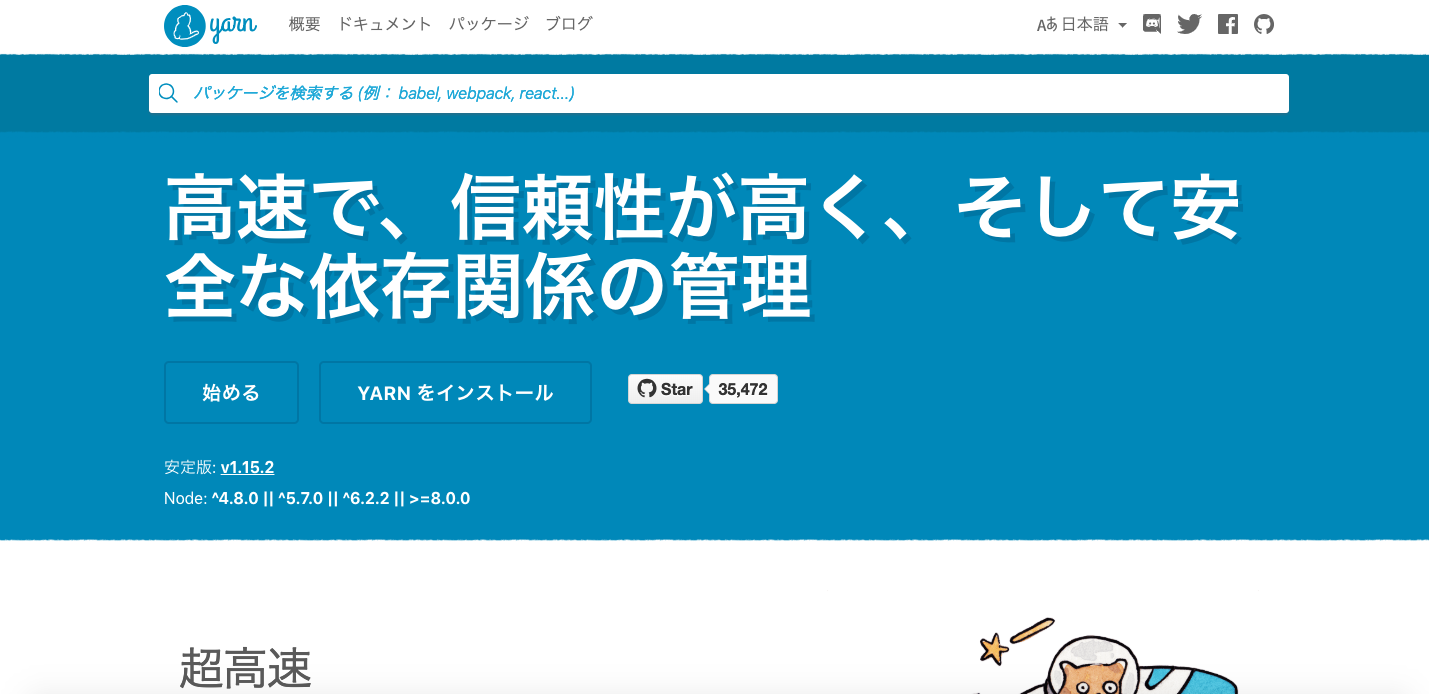 yarn 概要 ドキュメント パッケージ ブログ Aあ 日本語
パッケージを検索する (例： babel, webpack, react...)
高速で、信頼性が高く、そして安
全な依存関係の管理
始める YARN をインストール Star 35,472
安定版: v1.15.2
Node: ^4.8.0 || ^5.7.0 || ^6.2.2 || >=8.0.0
超高速